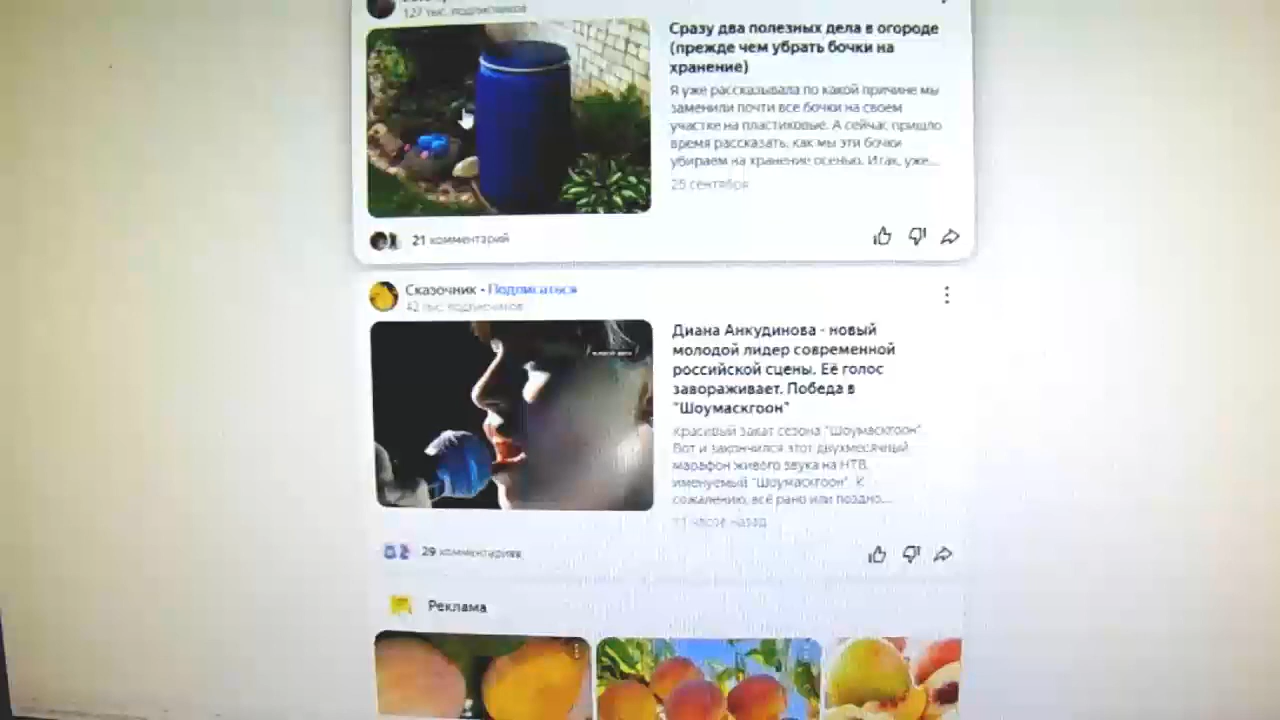 127 тыс. подписчиков
Сразу два полезных дела в огороде
(прежде чем убрать бочки на
хранение)
Я уже рассказывала по какой причине мы
заменили почти все бочки на своем
участке на пластиковые. А сейчас пришло
время рассказать, как мы эти бочки
убираем на хранение осенью. Итак, уже...
25 сентября
21 комментарий
Сказочник • Подписаться
42 тыс. подписчиков
Диана Анкудинова - новый
молодой лидер современной
российской сцены. Её голос
завораживает. Победа в
"Шоумаскгоон"
Красивый закат сезона "Шоумаскгоон"
Вот и закончился этот двухмесячный
марафон живого звука на НТВ,
именуемый "Шоумаскгоон". К
сожалению, всё рано или поздно...
11 часов назад
29 комментариев
Реклама